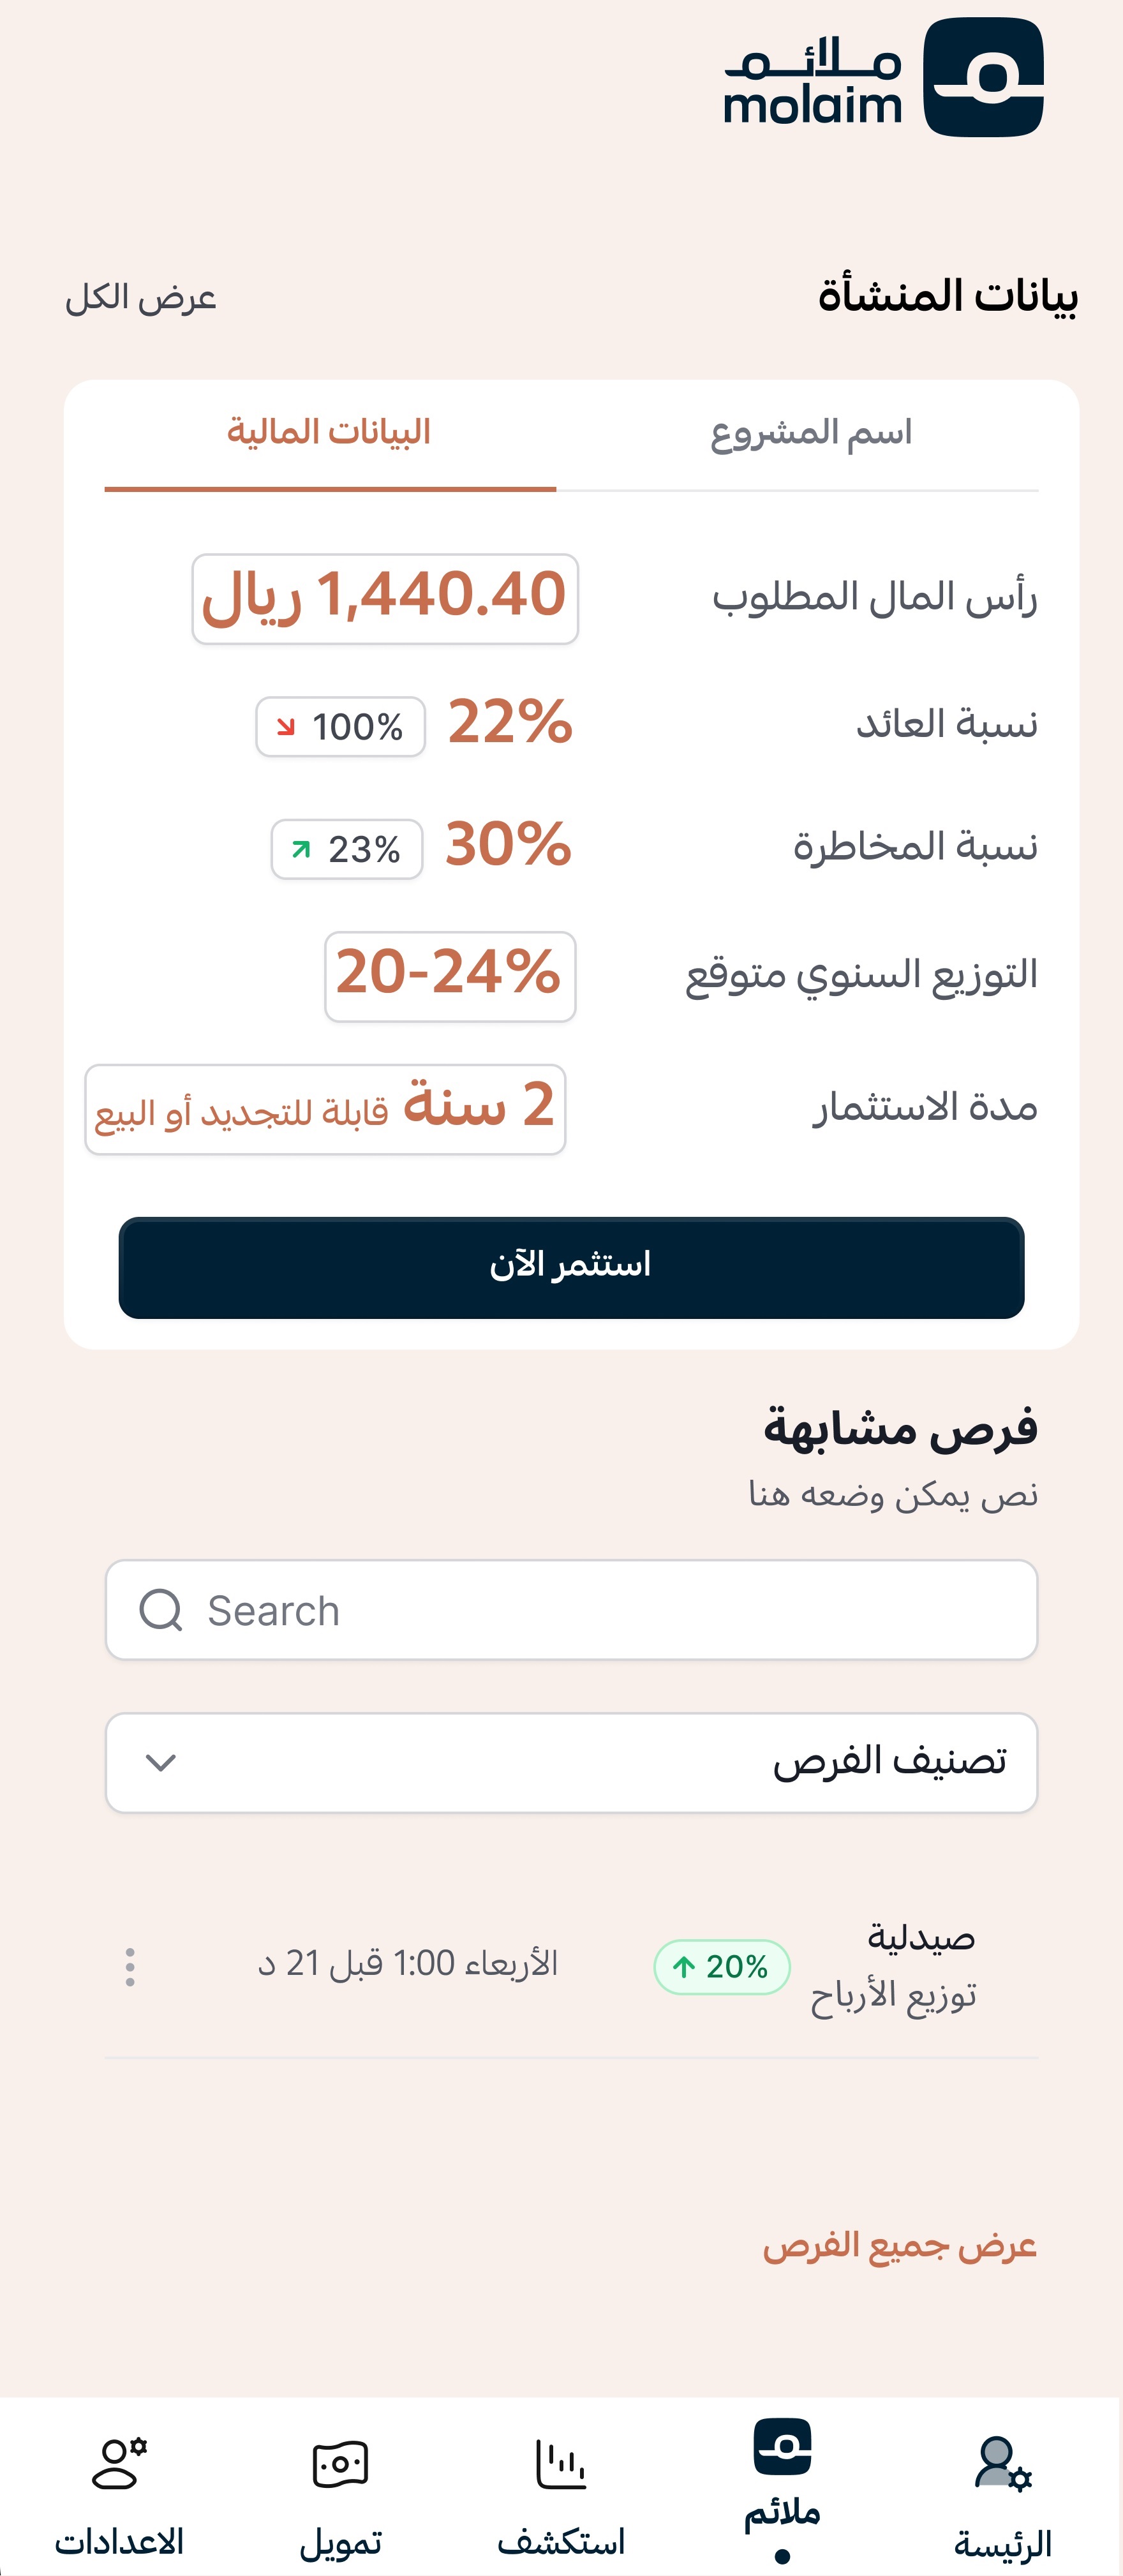 ملائم
molaim
بيانات المنشأة
عرض الكل
اسم المشروع
البيانات المالية
رأس المال المطلوب
1,440.40 ريال
نسبة العائد
22%
100%
نسبة المخاطرة
30%
23%
التوزيع السنوي متوقع
20-24%
مدة الاستثمار
2 سنة قابلة للتجديد أو البيع
استثمر الآن
فرص مشابهة
نص يمكن وضعه هنا
Search
تصنيف الفرص
صيدلية
توزيع الأرباح
20%
الأربعاء 1:00 قبل 21 د
عرض جميع الفرص
الرئيسة
ملائم
استكشف
تمويل
الاعدادات